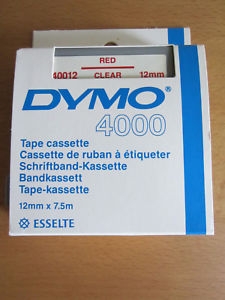 RED
40012 CLEAR 12mm
DYMO®
4000
Tape cassette
Cassette de ruban à étiqueter
Schriftband-Kassette
Bandkassett
Tape-kassette
12mm x 7.5m
ESSELTE